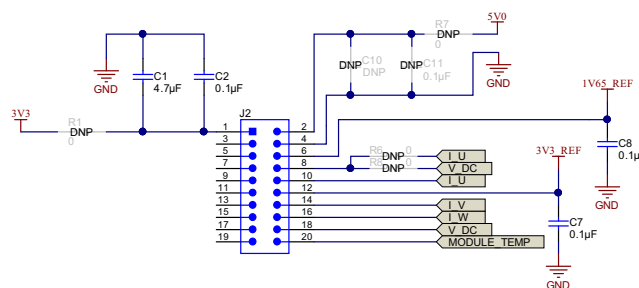 R7
DNP
0
5V0
GND
C1
4.7µF
C2
0.1µF
DNP
C10
DNP
DNP
C11
0.1µF
GND
1V65_REF
3V3
R1
DNP
0
GND
J2
1 2
3 4
5 6
7 8
9 10
11 12
13 14
15 16
17 18
19 20
R6
DNP
0
I_U
DNP
0
V_DC
I_U
I_V
I_W
V_DC
MODULE_TEMP
3V3_REF
C8
0.1µ
GND
C7
0.1µF
GND